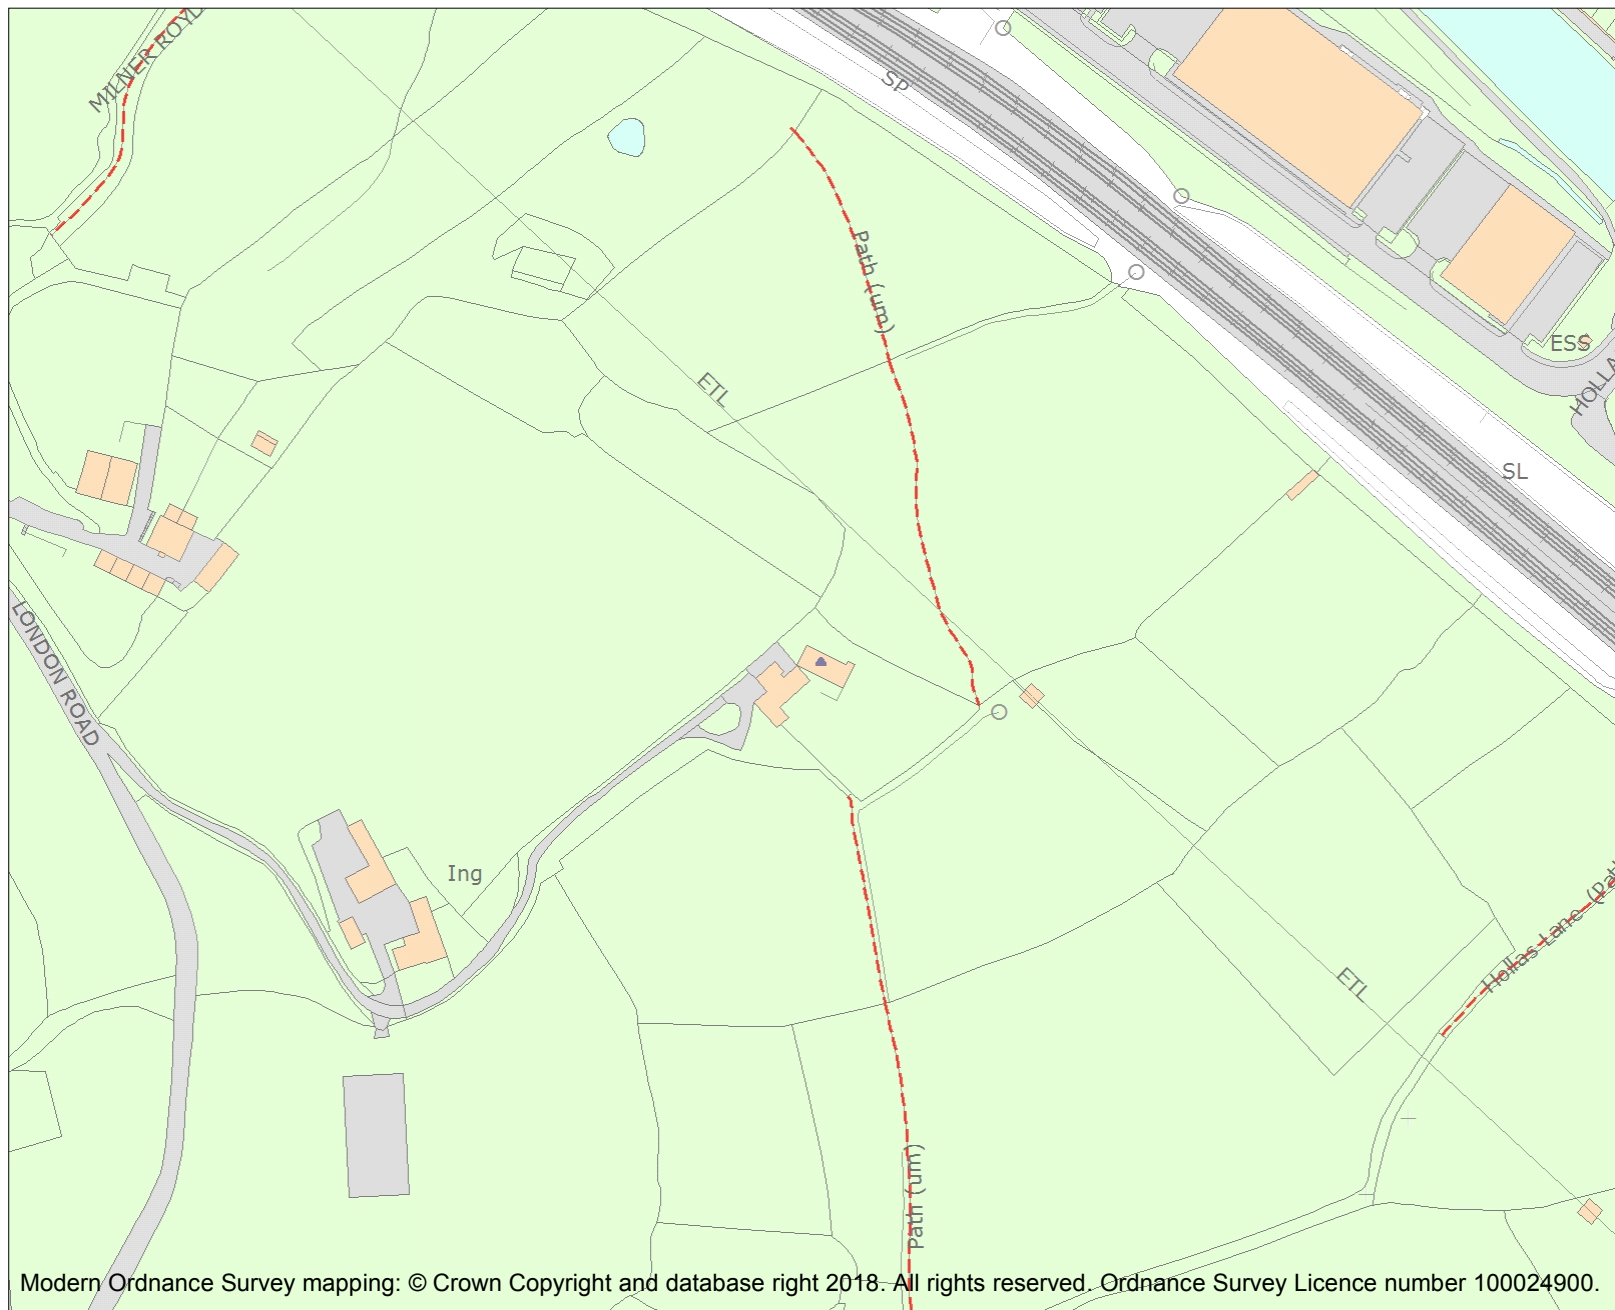 MILNER ROYD
SP
Path (um)
ESS
HOLLA
ETL
SL
LONDON ROAD
Ing
Hollas Lane (Path
ETL
Path (um)
Modern Ordnance Survey mapping: © Crown Copyright and database right 2018. All rights reserved. Ordnance Survey Licence number 100024900.